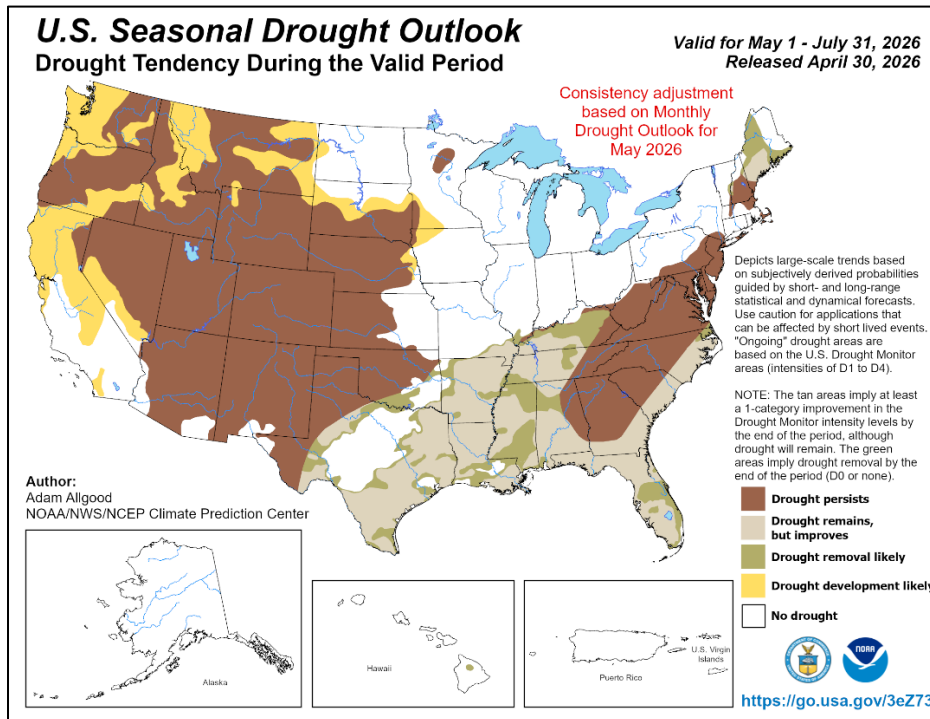 U.S. Seasonal Drought Outlook
Drought Tendency During the Valid Period
Valid for May 1 - July 31, 2026
Released April 30, 2026
Consistency adjustment
based on Monthly
Drought Outlook for
May 2026
Depicts large-scale trends based
on subjectively derived probabilities
guided by short- and long-range
statistical and dynamical forecasts.
Use caution for applications that
can be affected by short lived events.
"Ongoing" drought areas are
based on the U.S. Drought Monitor
areas (intensities of D1 to D4).
NOTE: The tan areas imply at least
a 1-category improvement in the
Drought Monitor intensity levels by
the end of the period, although
drought will remain. The green
areas imply drought removal by the
end of the period (D0 or none).
Author:
Adam Allgood
NOAA/NWS/NCEP Climate Prediction Center
Drought persists
Drought remains,
but improves
Drought removal likely
Drought development likely
No drought
Alaska
Hawaii
Puerto Rico
U.S. Virgin
Islands
NOAA
https://go.usa.gov/3eZ73